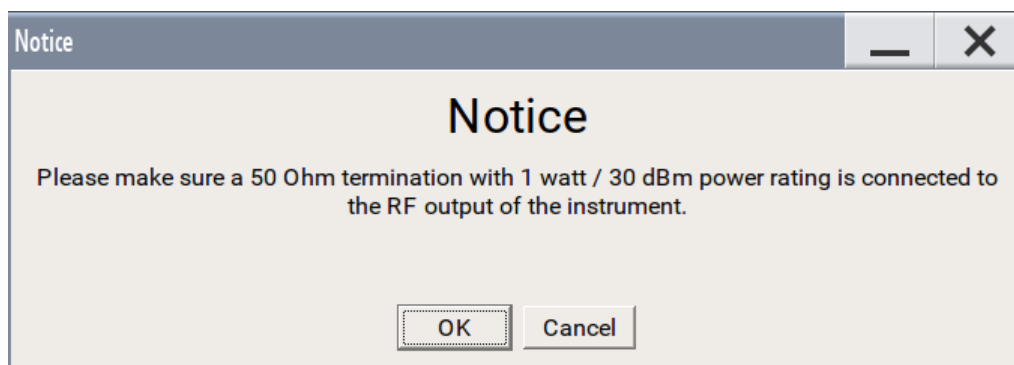 Notice
Notice
Please make sure a 50 Ohm termination with 1 watt / 30 dBm power rating is connected to
the RF output of the instrument.
OK Cancel